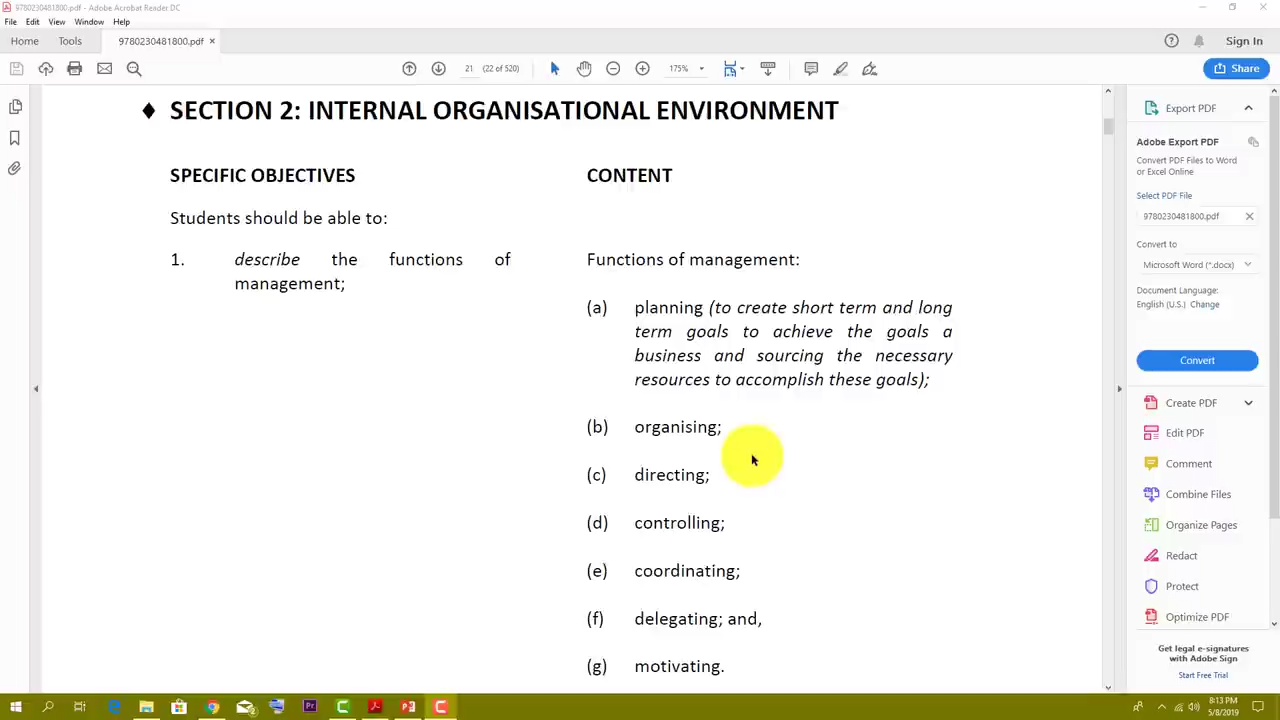 9780230481800.pdf - Adobe Acrobat Reader DC
File Edit View Window Help
Home Tools 9780230481800.pdf ×
Sign In
21 (22 of 520) 175%
Share
♦ SECTION 2: INTERNAL ORGANISATIONAL ENVIRONMENT
SPECIFIC OBJECTIVES
Students should be able to:
1. describe the functions of
management;
CONTENT
Functions of management:
(a) planning (to create short term and long
term goals to achieve the goals a
business and sourcing the necessary
resources to accomplish these goals);
(b) organising;
(c) directing;
(d) controlling;
(e) coordinating;
(f) delegating; and,
(g) motivating.
Export PDF
Adobe Export PDF
Convert PDF Files to Word
or Excel Online
Select PDF File
9780230481800.pdf
Convert to
Microsoft Word (*.docx)
Document Language:
English (U.S.) Change
Convert
Create PDF
Edit PDF
Comment
Combine Files
Organize Pages
Redact
Protect
Optimize PDF
Get legal e-signatures
with Adobe Sign
Start Free Trial
8:13 PM
5/8/2019